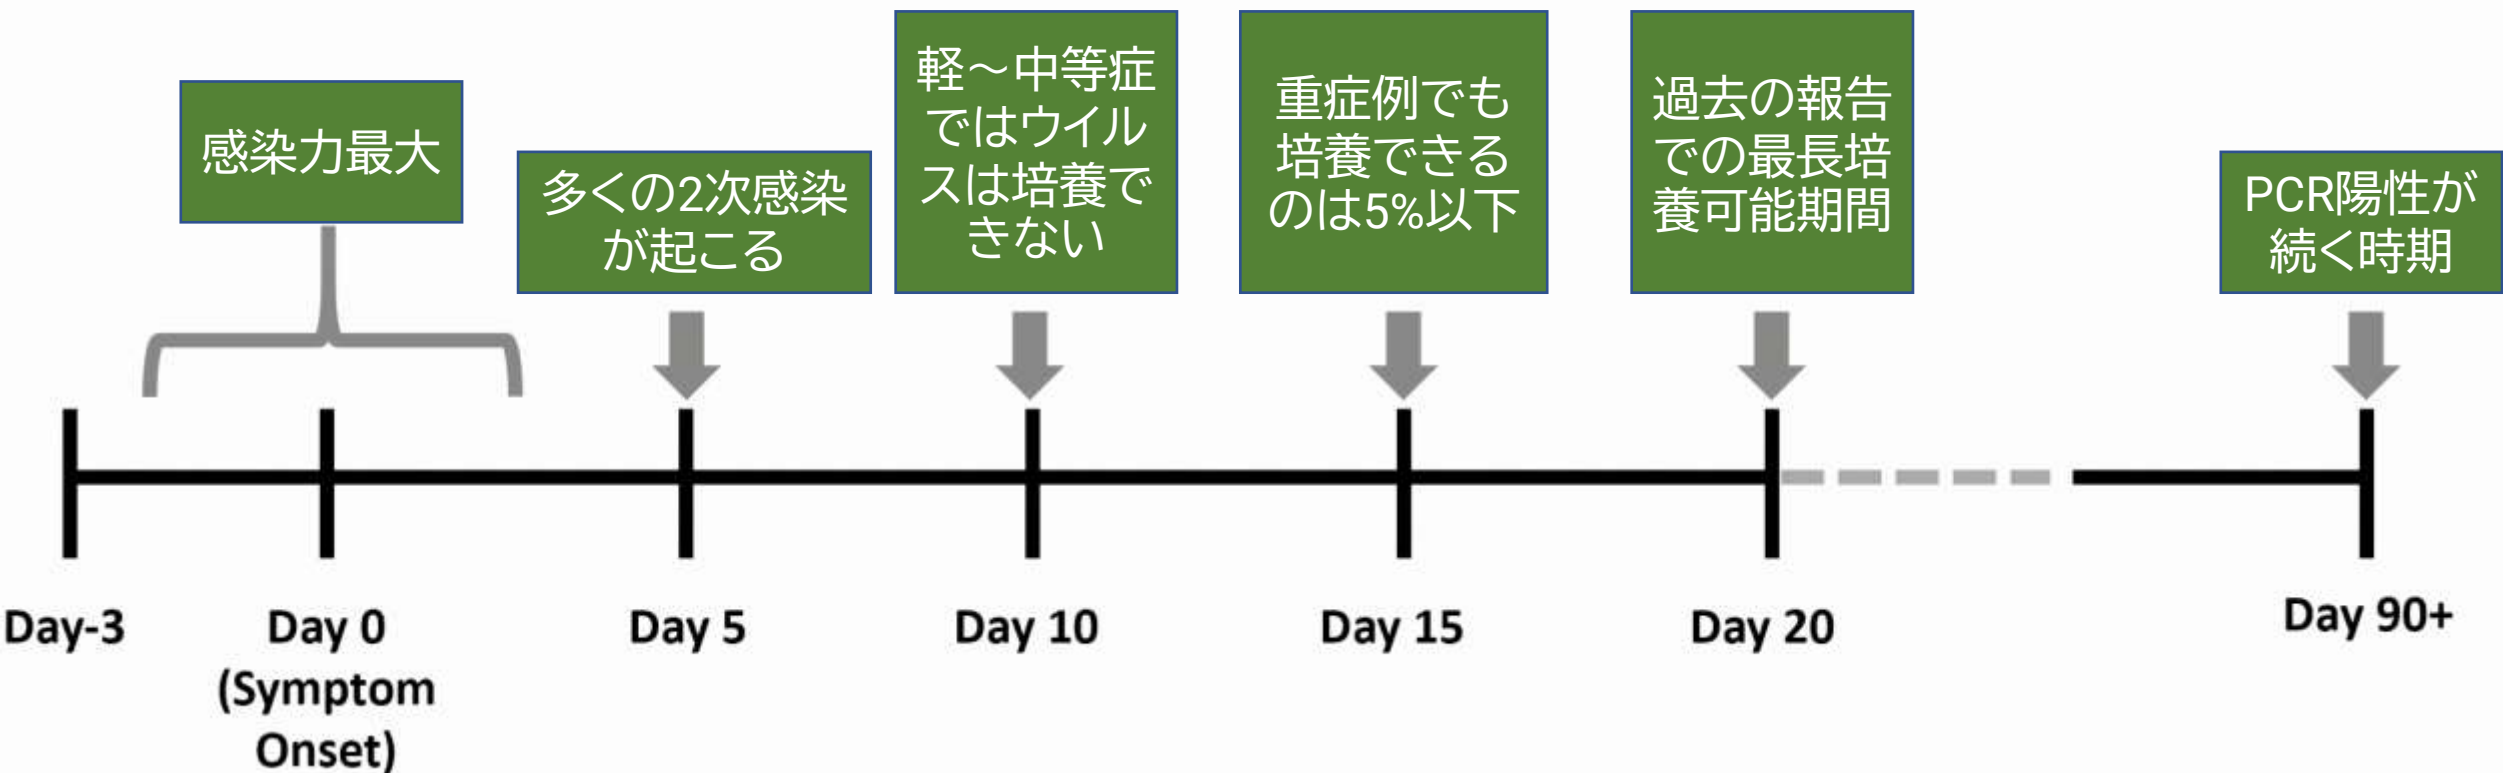 感染力最大
多くの2次感染
が起こる
軽～中等症
ではウイル
スは培養で
きない
重症例でも
培養できる
のは5%以下
過去の報告
での最長培
養可能期間
PCR陽性が
続く時期
Day-3
Day 0
(Symptom
Onset)
Day 5
Day 10
Day 15
Day 20
Day 90+